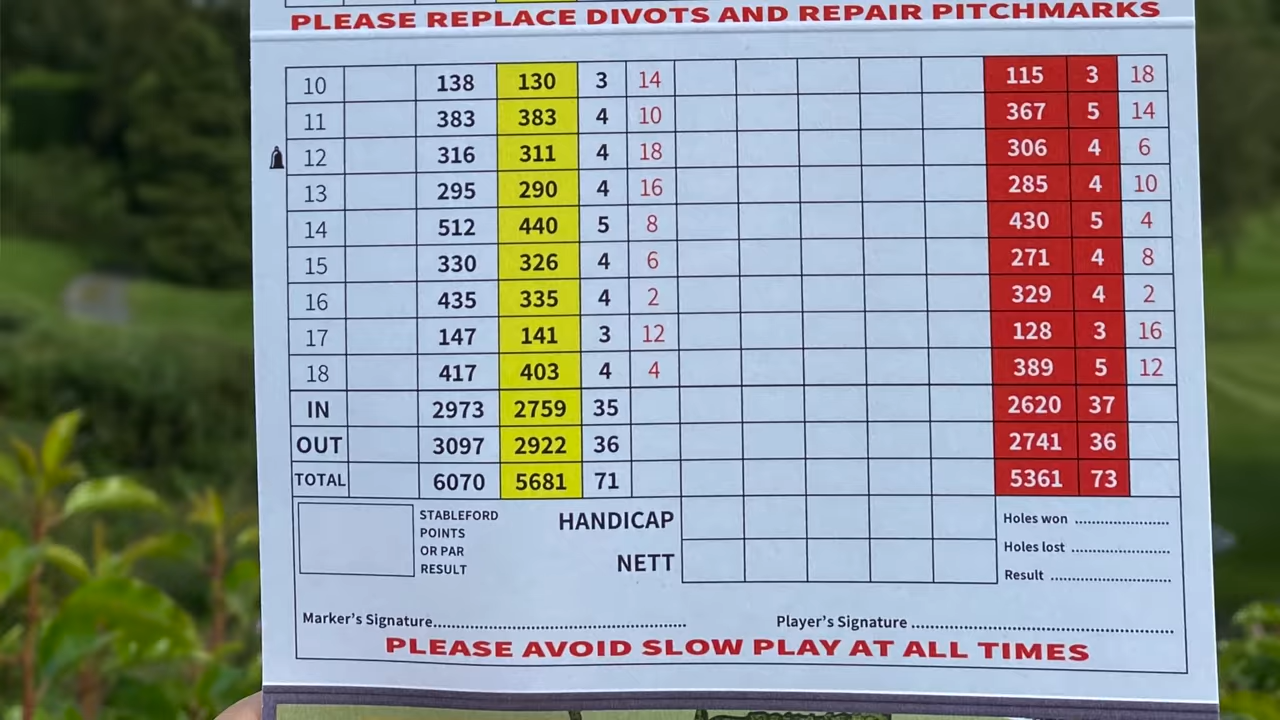 PLEASE REPLACE DIVOTS AND REPAIR PITCHMARKS
10 138 130 3 14 115 3 18
11 383 383 4 10 367 5 14
12 316 311 4 18 306 4 6
13 295 290 4 16 285 4 10
14 512 440 5 8 430 5 4
15 330 326 4 6 271 4 8
16 435 335 4 2 329 4 2
17 147 141 3 12 128 3 16
18 417 403 4 4 389 5 12
IN 2973 2759 35 2620 37
OUT 3097 2922 36 2741 36
TOTAL 6070 5681 71 5361 73
STABLEFORD
POINTS
OR PAR
RESULT
HANDICAP
NETT
Holes won ........................
Holes lost .........................
Result ..............................
Marker's Signature.............................................................
Player's Signature ................................................................
PLEASE AVOID SLOW PLAY AT ALL TIMES